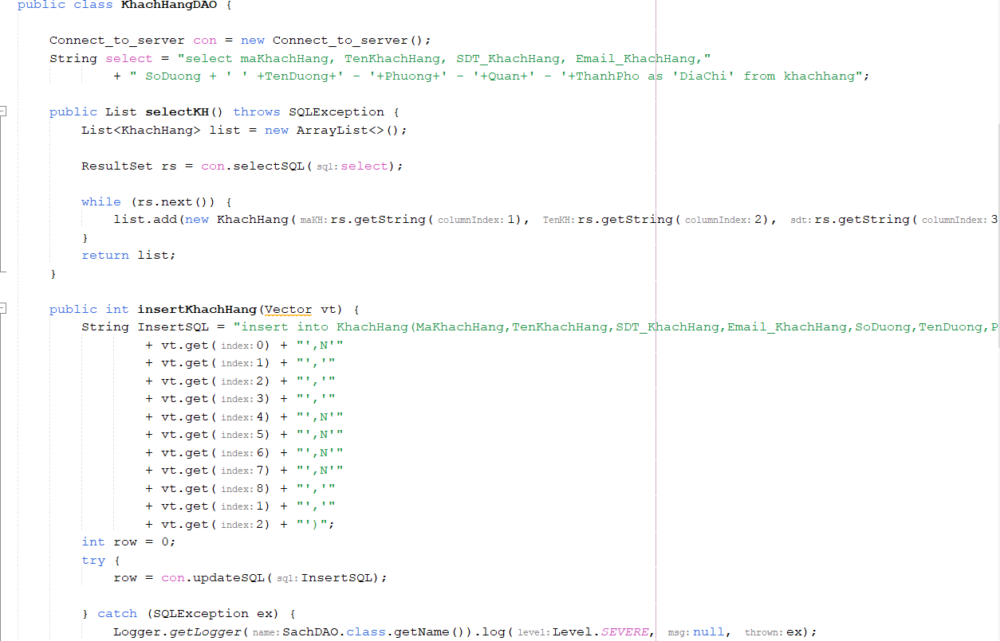 public class KhachHangDAO {
Connect_to_server con = new Connect_to_server();
String select = "select maKhachHang, TenKhachHang, SDT_KhachHang, Email_KhachHang,"
+ " SoDuong + ' ' +TenDuong+' - '+Phuong+' - '+Quan+' - '+ThanhPho as 'DiaChi' from khachhang";
public List selectKH() throws SQLException {
List<KhachHang> list = new ArrayList<>();
ResultSet rs = con.selectSQL( sql: select);
while (rs.next()) {
list.add(new KhachHang( maKH: rs.getString( columnIndex: 1), TenKH: rs.getString( columnIndex: 2), sdt: rs.getString( columnIndex: 3
}
return list;
}
public int insertKhachHang(Vector vt) {
String InsertSQL = "insert into KhachHang(MaKhachHang,TenKhachHang,SDT_KhachHang,Email_KhachHang,SoDuong,TenDuong,P
+ vt.get( index: 0) + "',N'"
+ vt.get( index: 1) + "','"
+ vt.get( index: 2) + "','"
+ vt.get( index: 3) + "','"
+ vt.get( index: 4) + "',N'"
+ vt.get( index: 5) + "',N'"
+ vt.get( index: 6) + "',N'"
+ vt.get( index: 7) + "',N'"
+ vt.get( index: 8) + "','"
+ vt.get( index: 1) + "','"
+ vt.get( index: 2) + "')";
int row = 0;
try {
row = con.updateSQL( sql: InsertSQL);
} catch (SQLException ex) {
Logger.getLogger( name: SachDAO.class.getName()).log( level: Level.SEVERE, msg: null, thrown: ex);